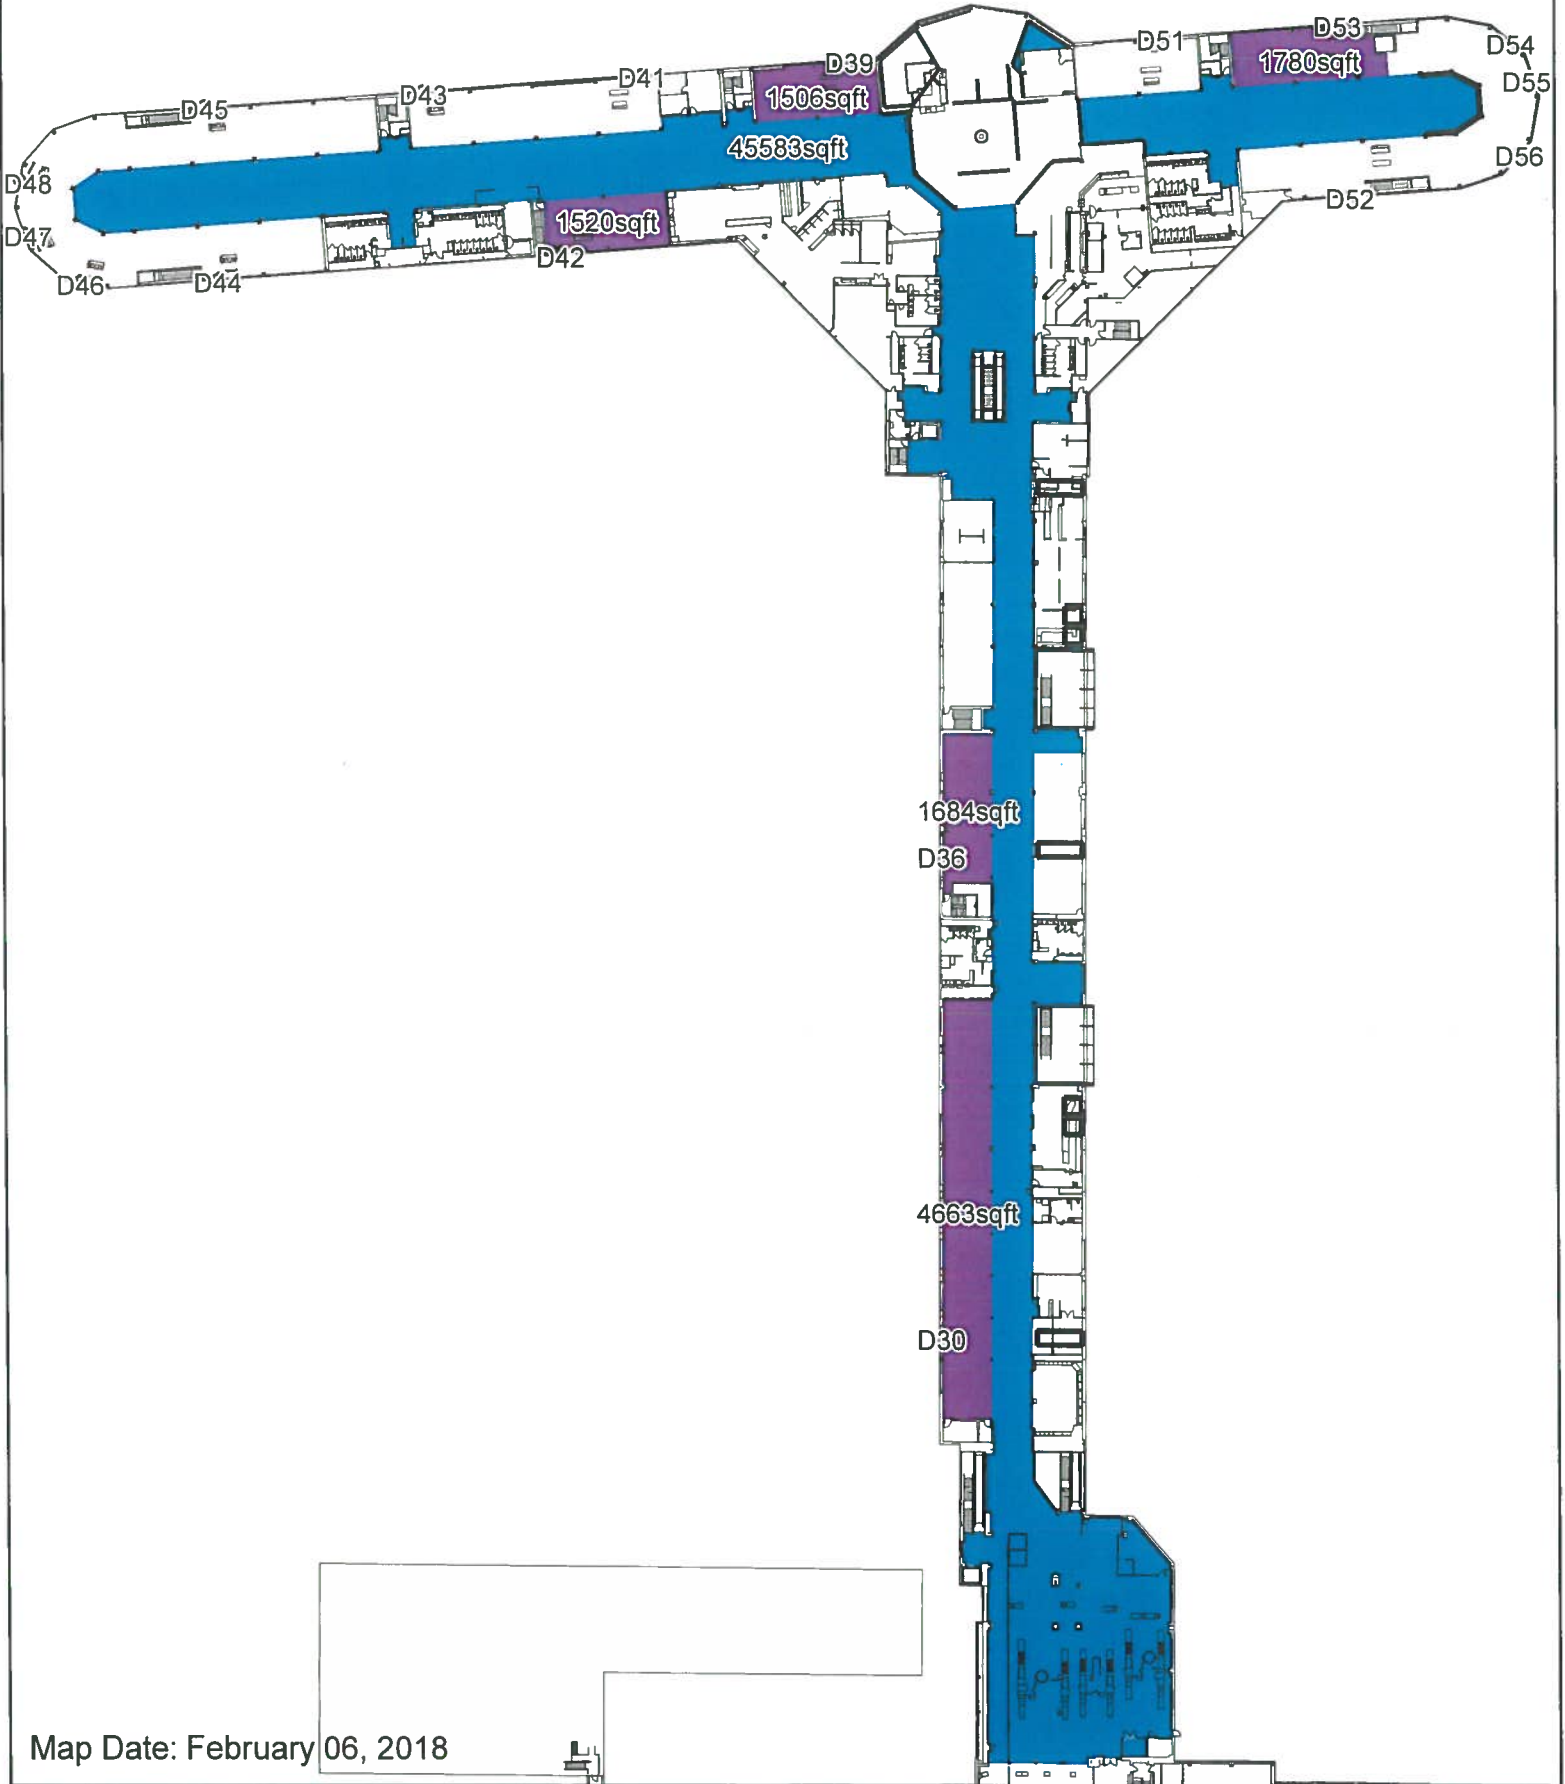 D53
D54
D51
1780sqft
D39
D55
D41
1506sqft
D43
D45
45583sqft
D56
D48
D52
1520sqft
D47
D42
D46
D44
1684sqft
D36
4663sqft
D30
Map Date: February 06, 2018